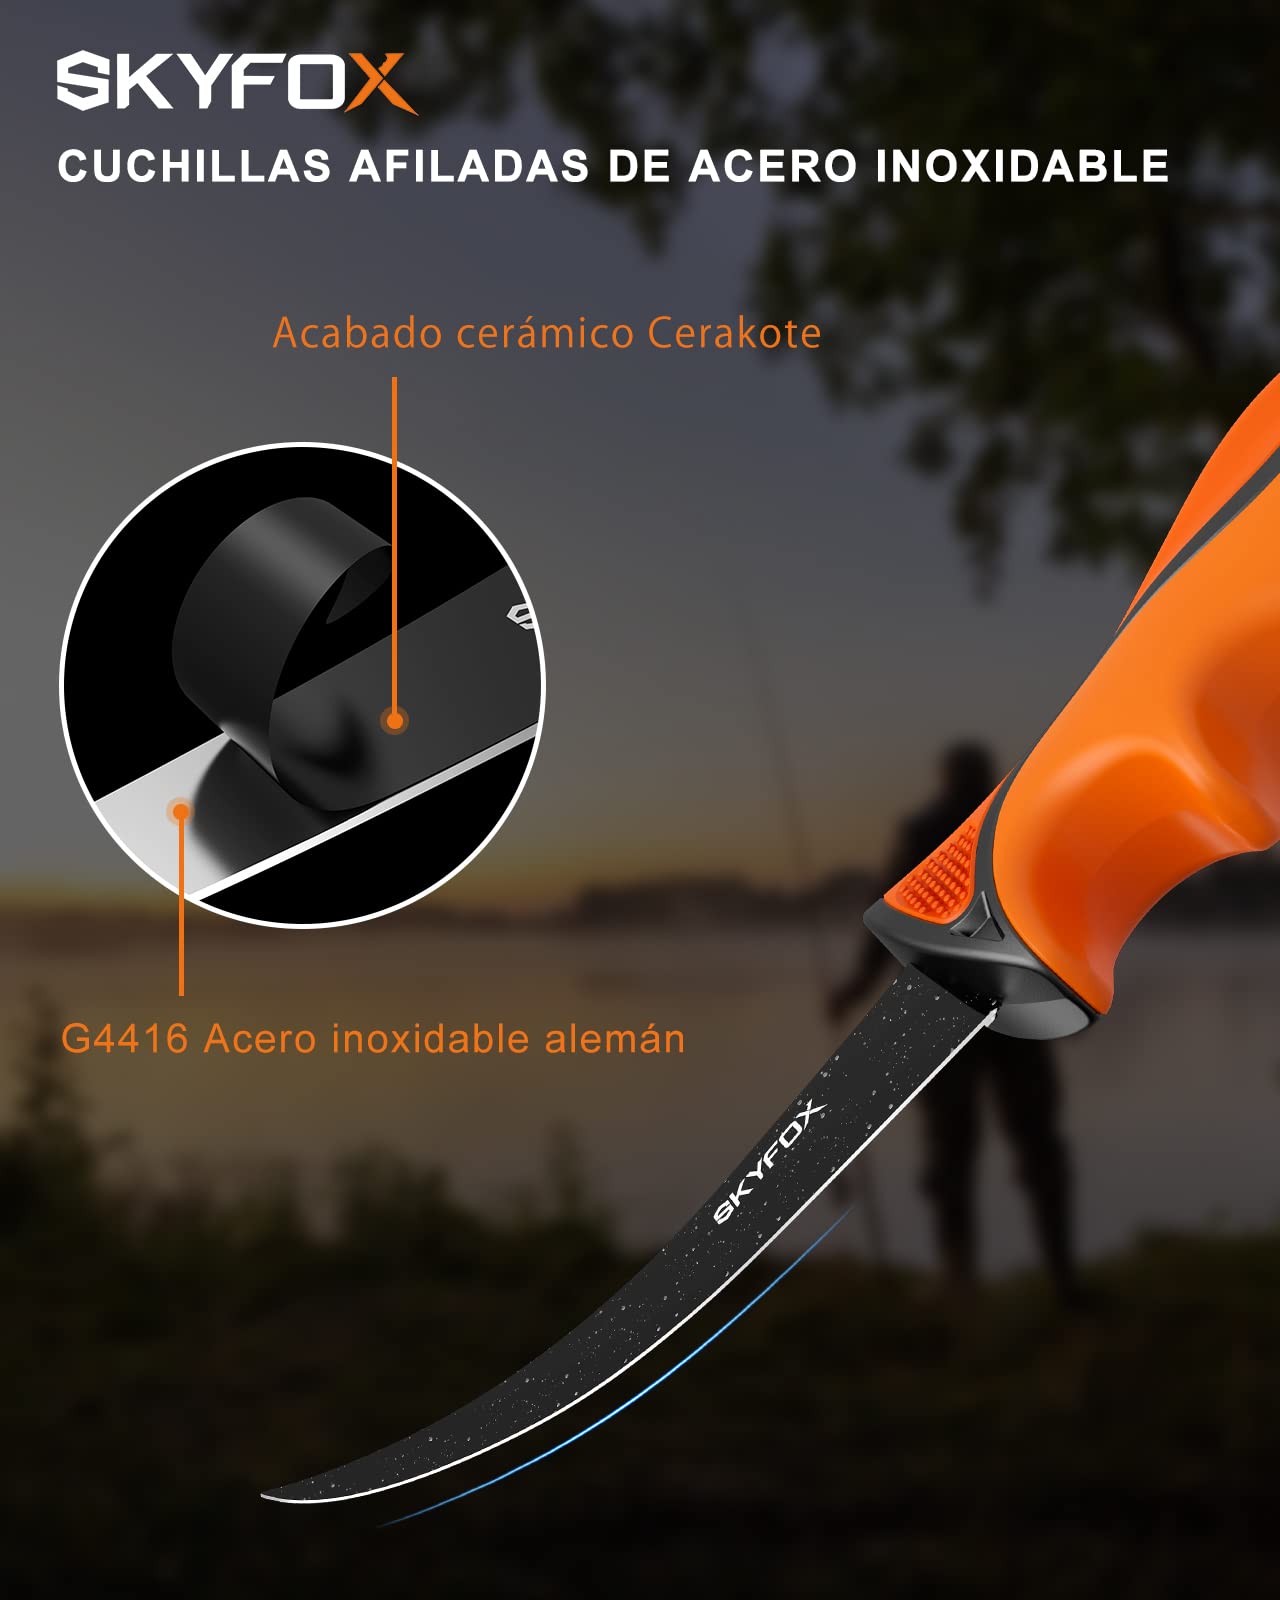 SKYFOX
CUCHILLAS AFILADAS DE ACERO INOXIDABLE
Acabado cerámico Cerakote
G4416 Acero inoxidable alemán
SKYFOX